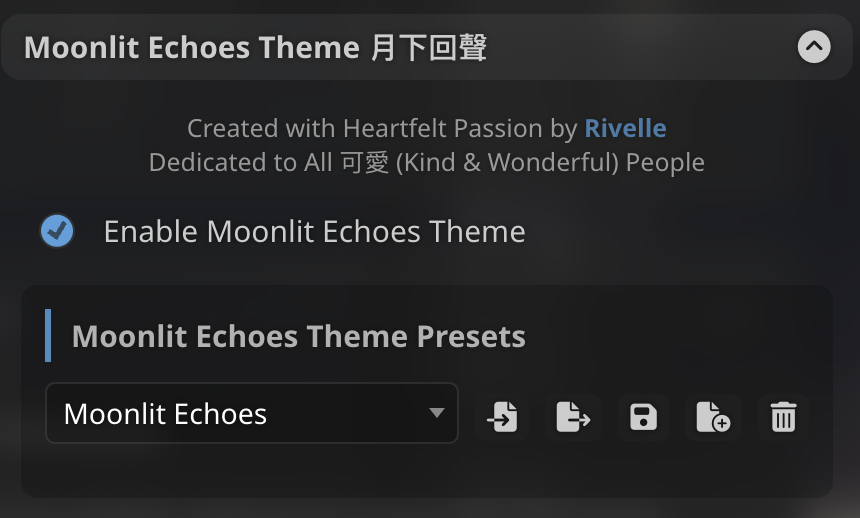 Moonlit Echoes Theme 月下回聲
Created with Heartfelt Passion by Rivelle
Dedicated to All 可愛 (Kind & Wonderful) People
Enable Moonlit Echoes Theme
Moonlit Echoes Theme Presets
Moonlit Echoes